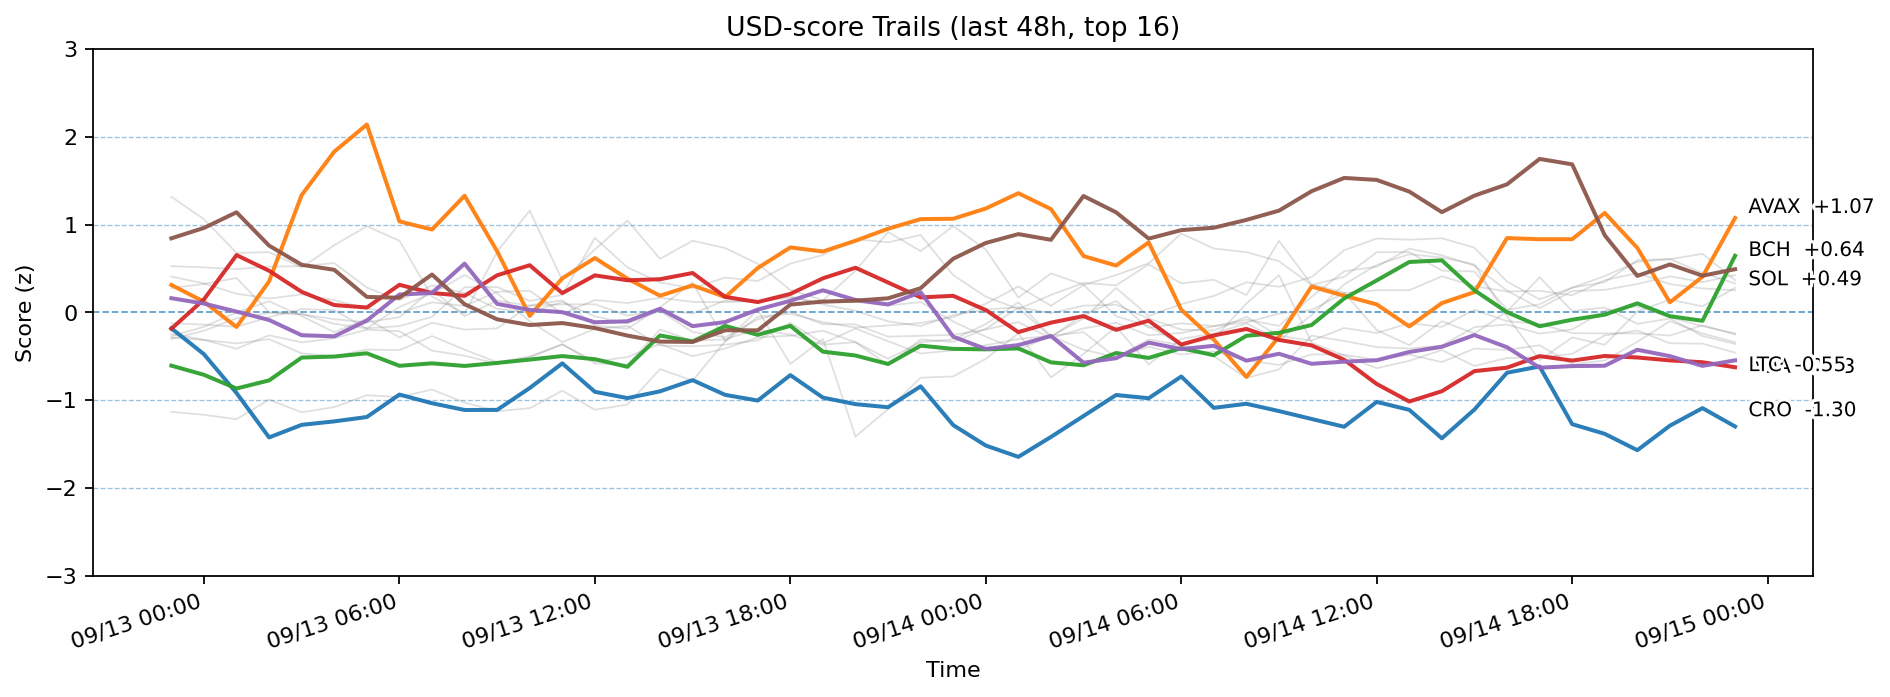 USD-score Trails (last 48h, top 16)
Score (z)
3
2
1
0
−1
−2
−3
AVAX +1.07
BCH +0.64
SOL +0.49
LTC -0.55
CRO -1.30
09/13 00:00
09/13 06:00
09/13 12:00
09/13 18:00
09/14 00:00
09/14 06:00
09/14 12:00
09/14 18:00
09/15 00:00
Time